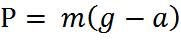 P = m(g − a)